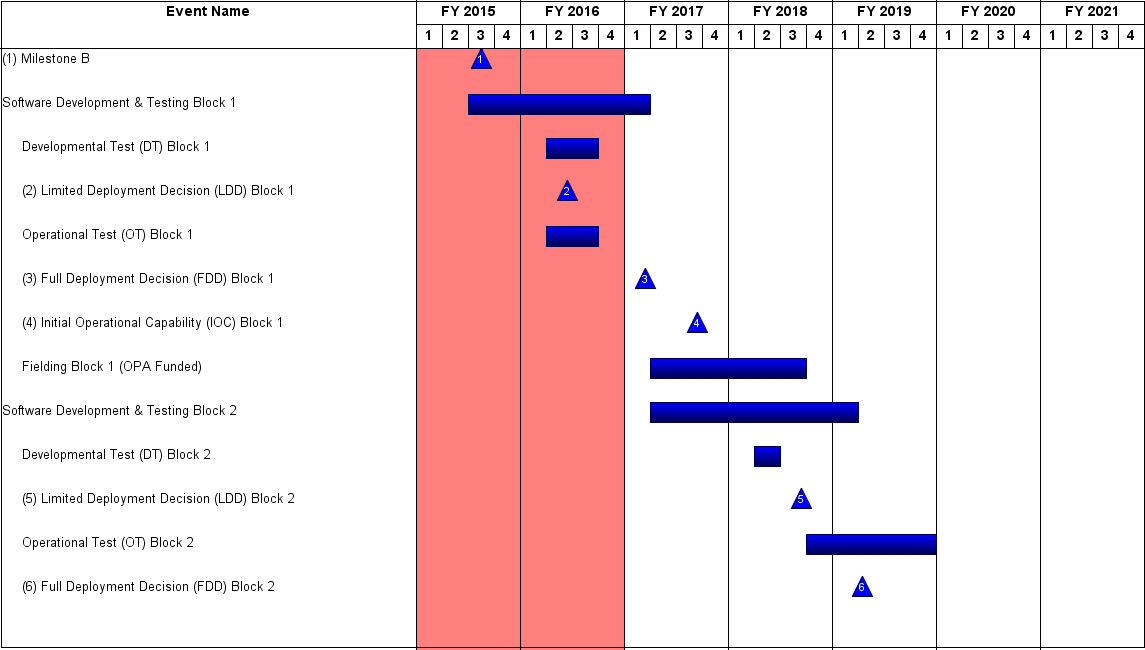 Event Name FY 2015 FY 2016 FY 2017 FY 2018 FY 2019 FY 2020 FY 2021
1 2 3 4 1 2 3 4 1 2 3 4 1 2 3 4 1 2 3 4 1 2 3 4 1 2 3 4
(1) Milestone B 1
Software Development & Testing Block 1
Developmental Test (DT) Block 1
(2) Limited Deployment Decision (LDD) Block 1 2
Operational Test (OT) Block 1
(3) Full Deployment Decision (FDD) Block 1 3
(4) Initial Operational Capability (IOC) Block 1 4
Fielding Block 1 (OPA Funded)
Software Development & Testing Block 2
Developmental Test (DT) Block 2
(5) Limited Deployment Decision (LDD) Block 2 5
Operational Test (OT) Block 2
(6) Full Deployment Decision (FDD) Block 2 6